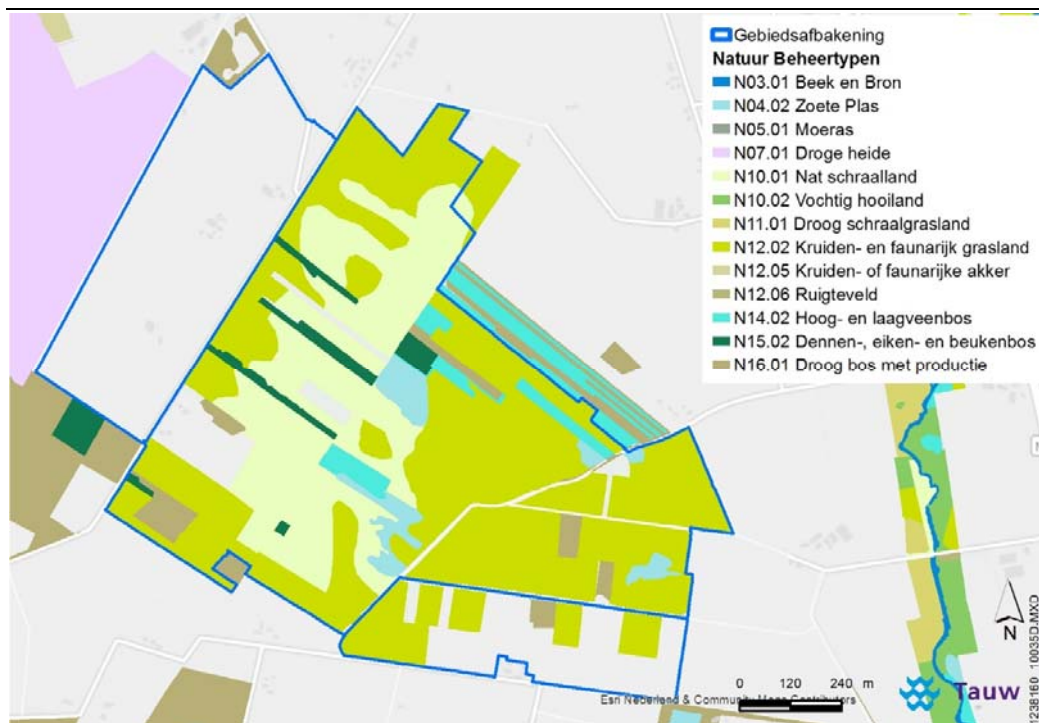 Gebiedsafbakening
Natuur Beheertypen
N03.01 Beek en Bron
N04.02 Zoete Plas
N05.01 Moeras
N07.01 Droge heide
N10.01 Nat schraalland
N10.02 Vochtig hooiland
N11.01 Droog schraalgrasland
N12.02 Kruiden- en faunarijk grasland
N12.05 Kruiden- of faunarijke akker
N12.06 Ruigteveld
N14.02 Hoog- en laagveenbos
N15.02 Dennen-, eiken- en beukenbos
N16.01 Droog bos met productie
N
0 120 240 m
Esri Nederland & Community Maps Contributors
Tauw
1238160 10035D.MXD